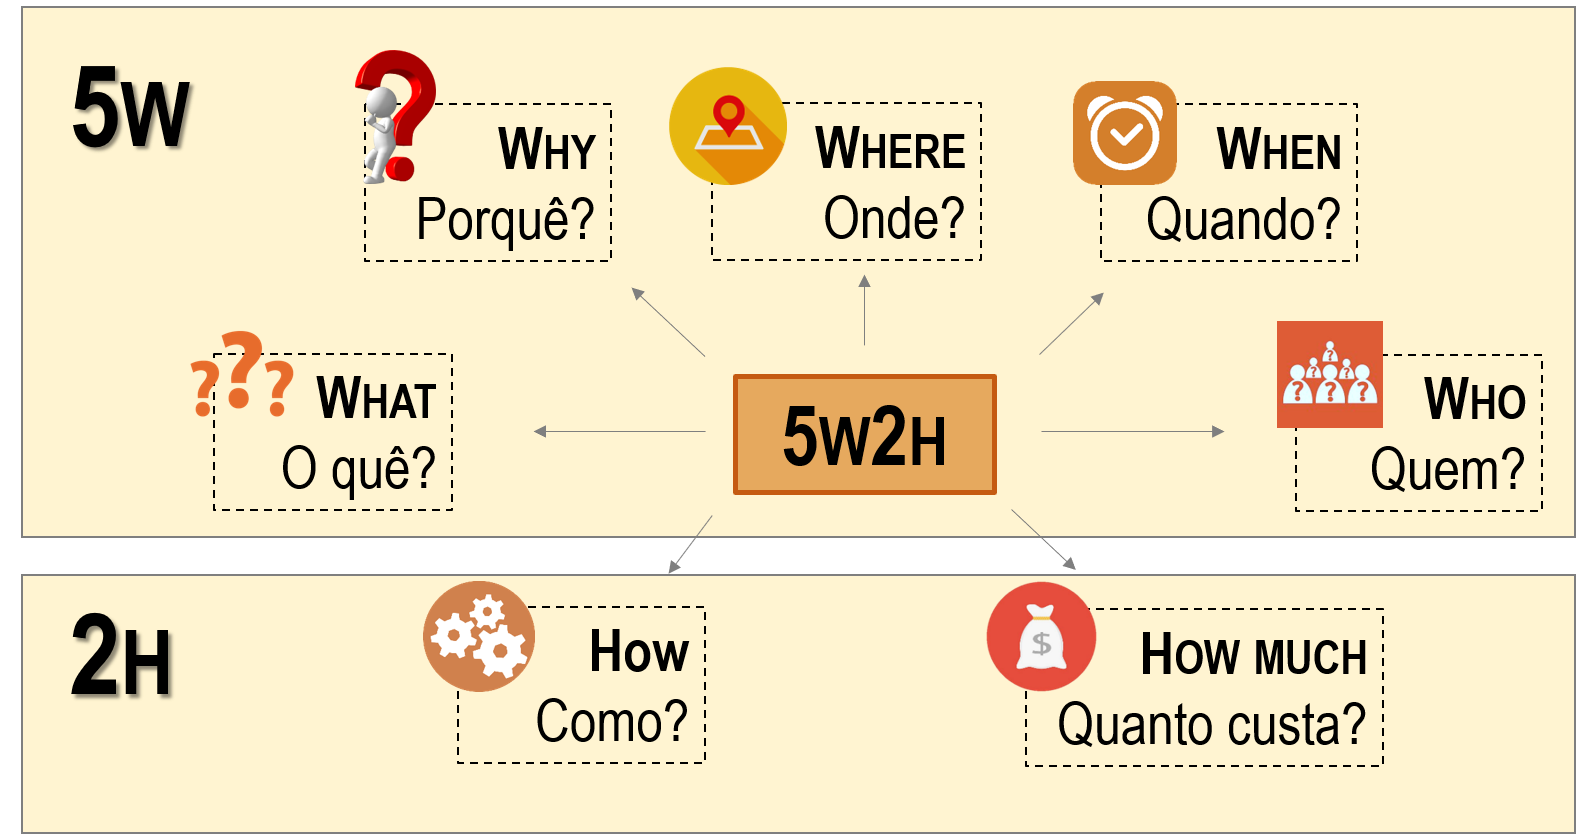 5W
WHY
Porquê?
WHERE
Onde?
WHEN
Quando?
WHAT
O quê?
5W2H
WHO
Quem?
2H
How
Como?
HOW MUCH
Quanto custa?